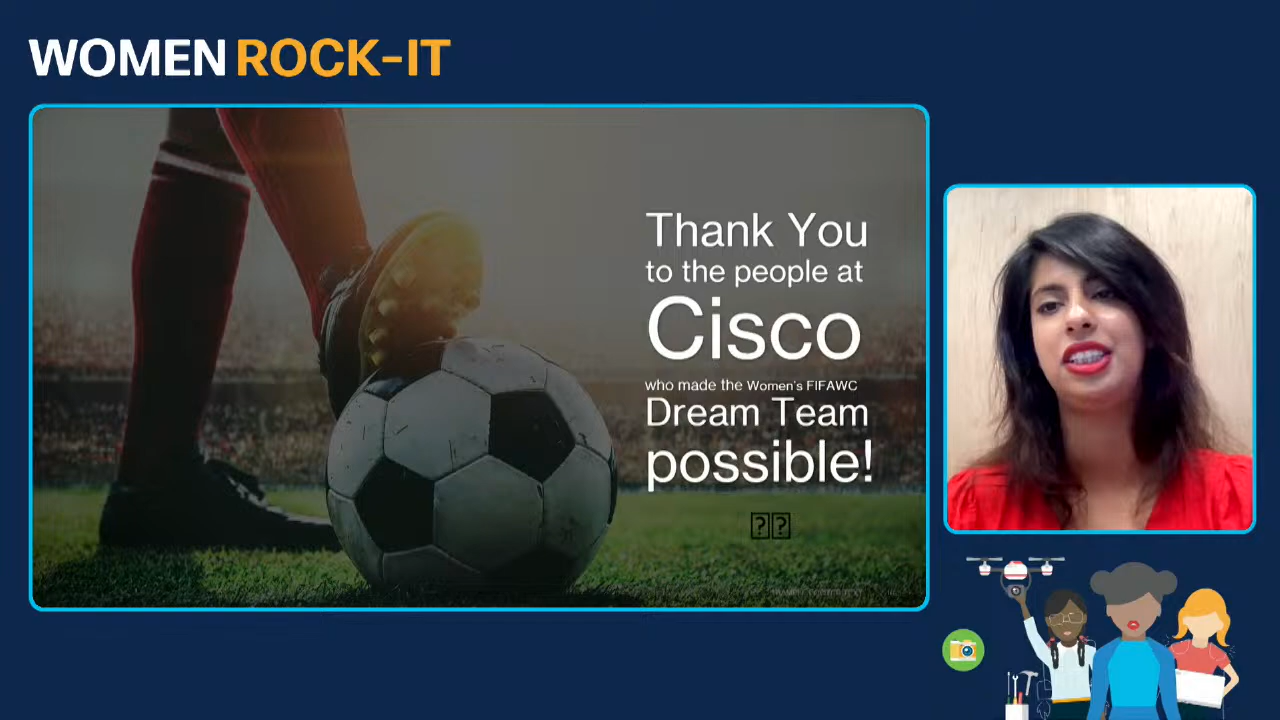 WOMEN ROCK-IT
Thank You
to the people at
Cisco
who made the Women's FIFAWC
Dream Team
possible!